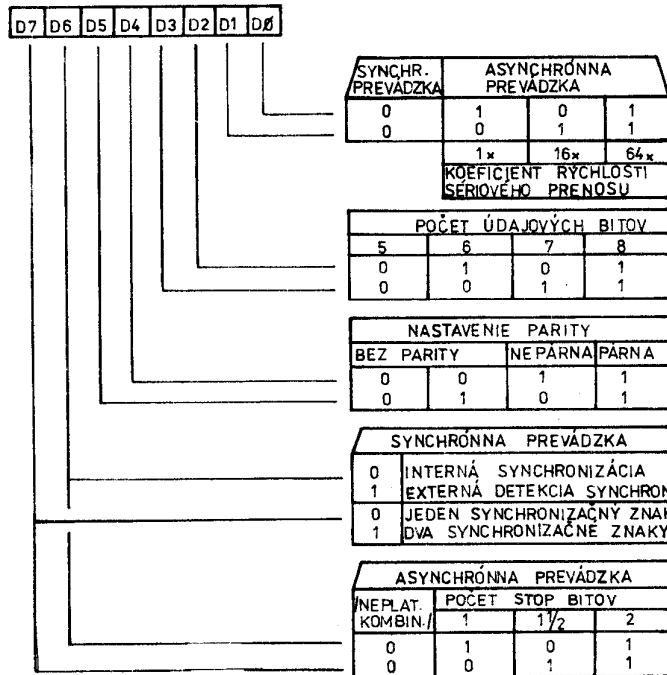 D7 D6 D5 D4 D3 D2 D1 DØ
SYNCHR. PREVÁDZKA ASYNCHRÓNNA PREVÁDZKA
0 1 0 1
0 0 1 1
1x 16x 64x
KOEFICIENT RÝCHLOSTI
SÉRIOVÉHO PRENOSU
POČET ÚDAJOVÝCH BITOV
5 6 7 8
0 1 0 1
0 0 1 1
NASTAVENIE PARITY
BEZ PARITY NEPÁRNA PÁRNA
0 0 1 1
0 1 0 1
SYNCHRÓNNA PREVÁDZKA
0 INTERNÁ SYNCHRONIZÁCIA
1 EXTERNÁ DETEKCIA SYNCHRON
0 JEDEN SYNCHRONIZAČNÝ ZNAK
1 DVA SYNCHRONIZAČNÉ ZNAKY
ASYNCHRÓNNA PREVÁDZKA
/NEPLAT. KOMBIN./ POČET STOP BITOV
1 1½ 2
0 1 0 1
0 0 1 1